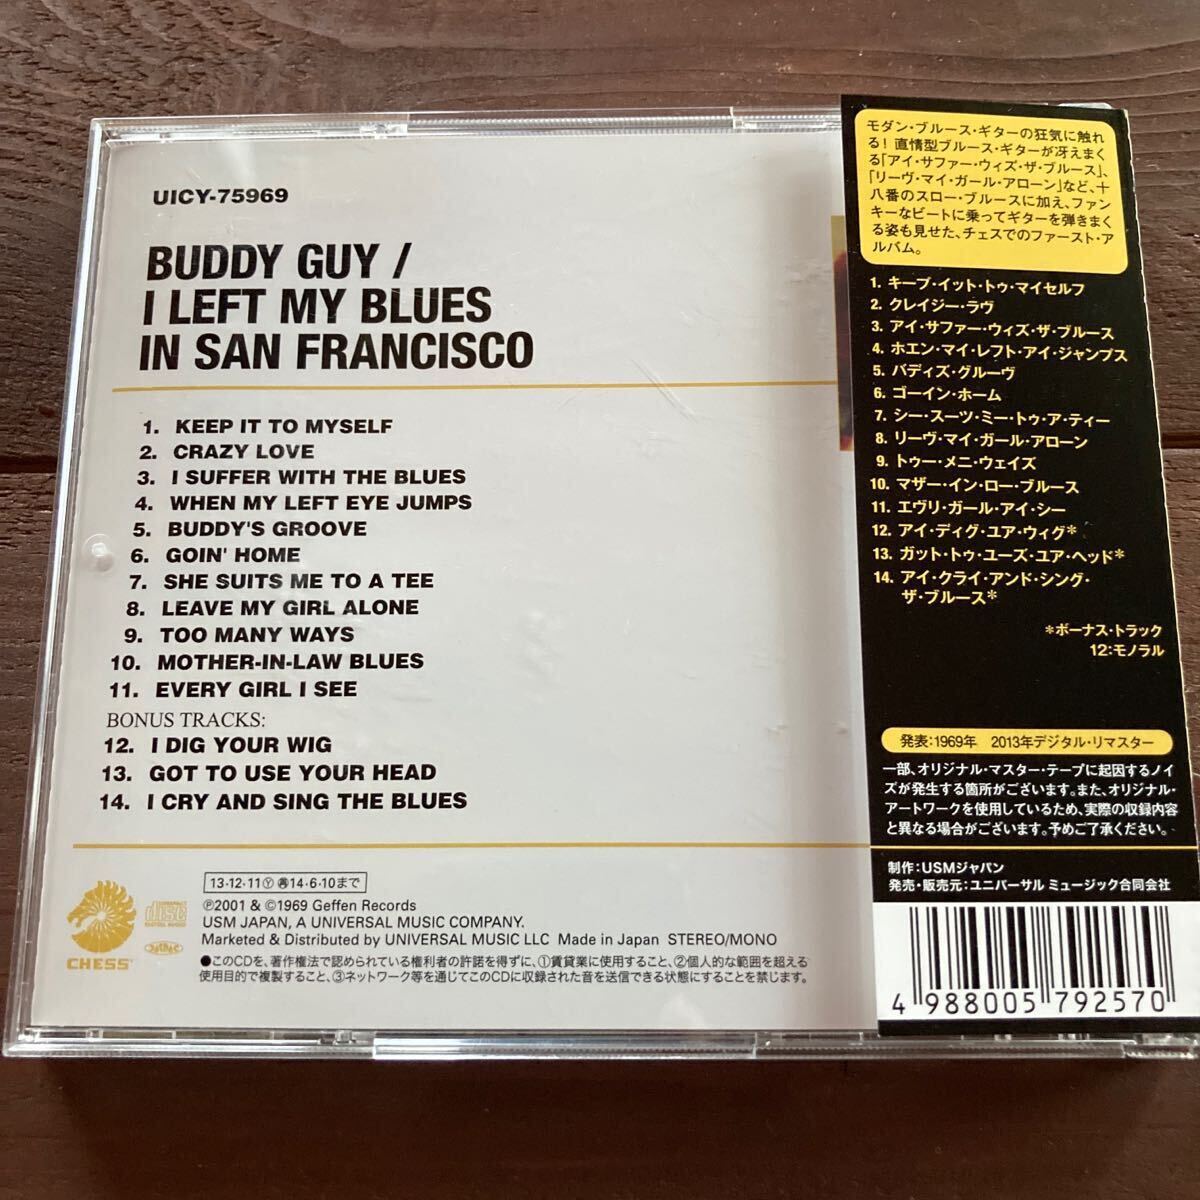 UICY-75969
BUDDY GUY /
I LEFT MY BLUES
IN SAN FRANCISCO
1. KEEP IT TO MYSELF
2. CRAZY LOVE
3. I SUFFER WITH THE BLUES
4. WHEN MY LEFT EYE JUMPS
5. BUDDY'S GROOVE
6. GOIN' HOME
7. SHE SUITS ME TO A TEE
8. LEAVE MY GIRL ALONE
9. TOO MANY WAYS
10. MOTHER-IN-LAW BLUES
11. EVERY GIRL I SEE
BONUS TRACKS:
12. I DIG YOUR WIG
13. GOT TO USE YOUR HEAD
14. I CRY AND SING THE BLUES
CHESS
13·12·11Ⓨ 14·6·10まで
Ⓟ2001 & ©1969 Geffen Records
USM JAPAN, A UNIVERSAL MUSIC COMPANY.
Marketed & Distributed by UNIVERSAL MUSIC LLC Made in Japan STEREO/MONO
●このCDを、著作権法で認められている権利者の許諾を得ずに、①賃貸業に使用すること、②個人的な範囲を超える
使用目的で複製すること、③ネットワーク等を通じてこのCDに収録された音を送信できる状態にすることを禁じます。
モダン・ブルース・ギターの狂気に触れ
る! 直情型ブルース・ギターが冴えまく
る「アイ・サファー・ウィズ・ザ・ブルース」、
「リーヴ・マイ・ガール・アローン」など、十
八番のスロー・ブルースに加え、ファン
キーなビートに乗ってギターを弾きまく
る姿も見せた、チェスでのファースト・ア
ルバム。
1. キープ・イット・トゥ・マイセルフ
2. クレイジー・ラヴ
3. アイ・サファー・ウィズ・ザ・ブルース
4. ホエン・マイ・レフト・アイ・ジャンプス
5. バディズ・グルーヴ
6. ゴーイン・ホーム
7. シー・スーツ・ミー・トゥ・ア・ティー
8. リーヴ・マイ・ガール・アローン
9. トゥー・メニ・ウェイズ
10. マザー・イン・ロー・ブルース
11. エヴリ・ガール・アイ・シー
12. アイ・ディグ・ユア・ウィグ*
13. ガット・トゥ・ユーズ・ユア・ヘッド*
14. アイ・クライ・アンド・シング・
ザ・ブルース*
*ボーナス・トラック
12:モノラル
発表:1969年 2013年デジタル・リマスター
一部、オリジナル・マスター・テープに起因するノイ
ズが発生する箇所がございます。また、オリジナル・
アートワークを使用しているため、実際の収録内容
と異なる場合がございます。予めご了承ください。
制作:USMジャパン
発売・販売元:ユニバーサル ミュージック合同会社
4 988005 792570